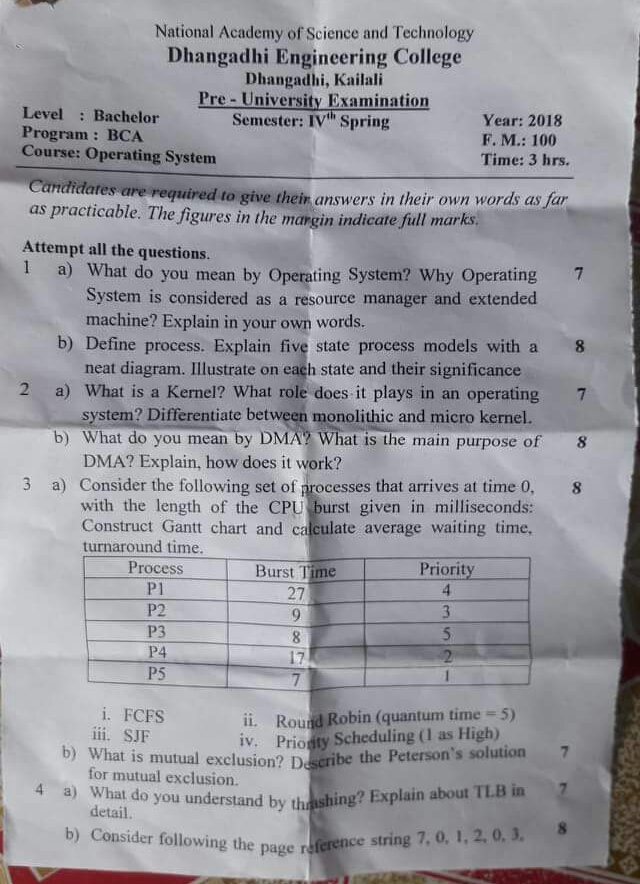 National Academy of Science and Technology
Dhangadhi Engineering College
Dhangadhi, Kailali
Pre - University Examination
Level : Bachelor Semester: IVth Spring Year: 2018
Program : BCA F. M.: 100
Course: Operating System Time: 3 hrs.
Candidates are required to give their answers in their own words as far
as practicable. The figures in the margin indicate full marks.
Attempt all the questions.
1 a) What do you mean by Operating System? Why Operating 7
System is considered as a resource manager and extended
machine? Explain in your own words.
b) Define process. Explain five state process models with a 8
neat diagram. Illustrate on each state and their significance
2 a) What is a Kernel? What role does it plays in an operating 7
system? Differentiate between monolithic and micro kernel.
b) What do you mean by DMA? What is the main purpose of 8
DMA? Explain, how does it work?
3 a) Consider the following set of processes that arrives at time 0, 8
with the length of the CPU burst given in milliseconds:
Construct Gantt chart and calculate average waiting time,
turnaround time.
Process Burst Time Priority
P1 27 4
P2 9 3
P3 8 5
P4 17 2
P5 7 1
i. FCFS ii. Round Robin (quantum time = 5)
iii. SJF iv. Priority Scheduling (1 as High)
b) What is mutual exclusion? Describe the Peterson's solution 7
for mutual exclusion.
4 a) What do you understand by thrashing? Explain about TLB in 7
detail.
b) Consider following the page reference string 7, 0, 1, 2, 0, 3, 8